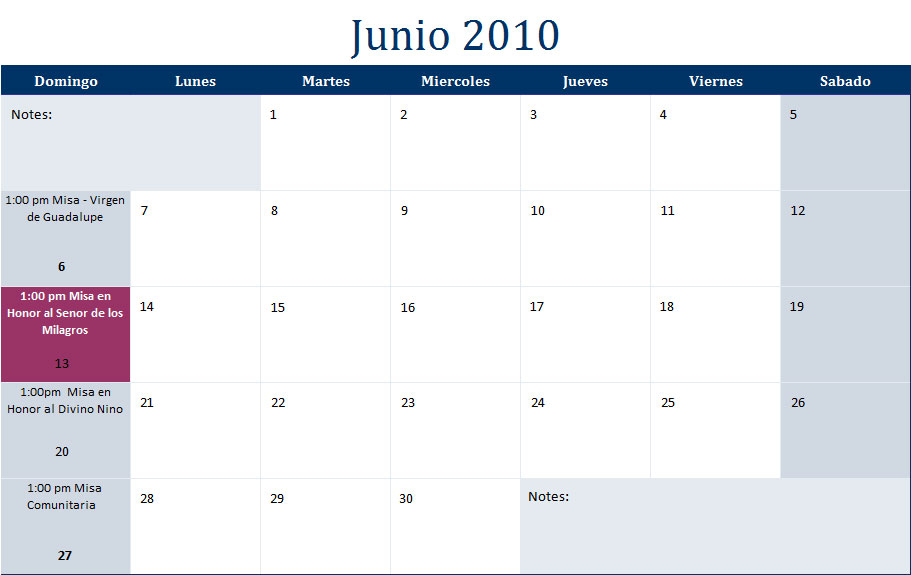 Junio 2010
Domingo Lunes Martes Miercoles Jueves Viernes Sabado
Notes: 1 2 3 4 5
1:00 pm Misa - Virgen
de Guadalupe
6 7 8 9 10 11 12
1:00 pm Misa en
Honor al Senor de los
Milagros
13 14 15 16 17 18 19
1:00pm  Misa en
Honor al Divino Nino
20 21 22 23 24 25 26
1:00 pm Misa
Comunitaria
27 28 29 30 Notes: